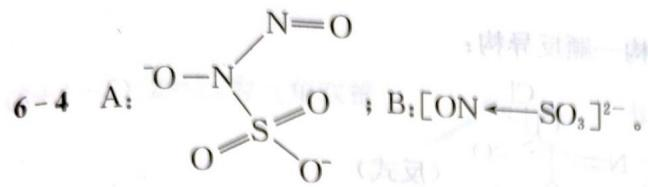 N=O
6-4 A: ⁻O-N ; B:[ON←SO₃]²⁻。
S O
O O⁻